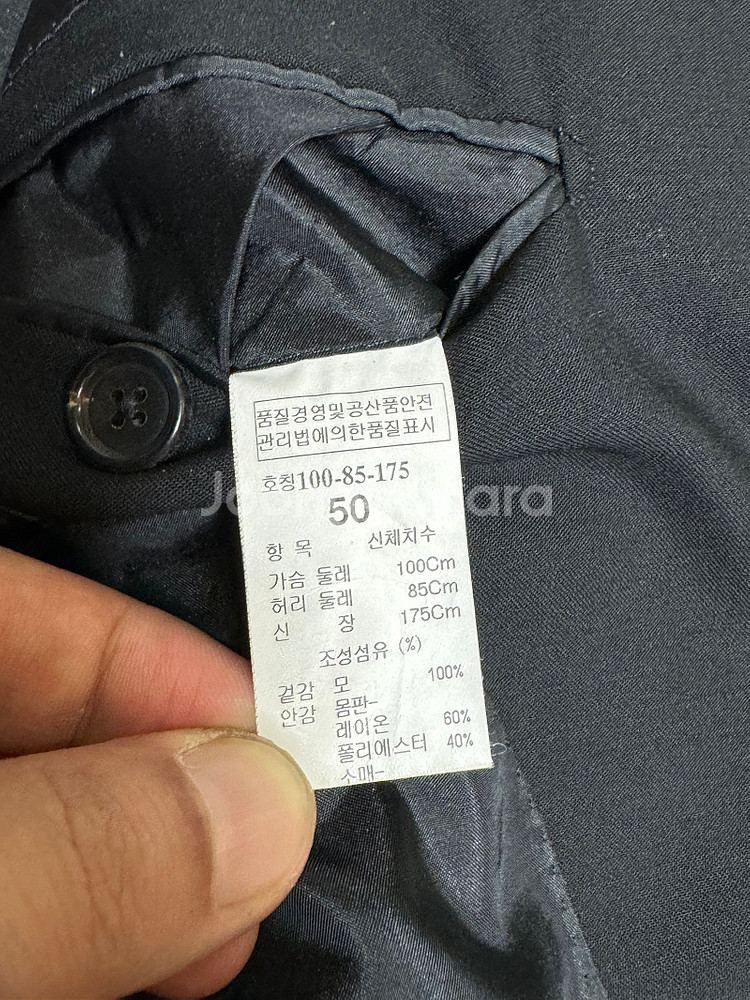 품질경영및공산품안전
관리법에의한품질표시
호칭100-85-175
50
항 목 신체치수
가슴 둘레 100Cm
허리 둘레 85Cm
신 장 175Cm
조성섬유 (%)
겉감 모 100%
안감 몸판-
레이온 60%
폴리에스터 40%
소매-